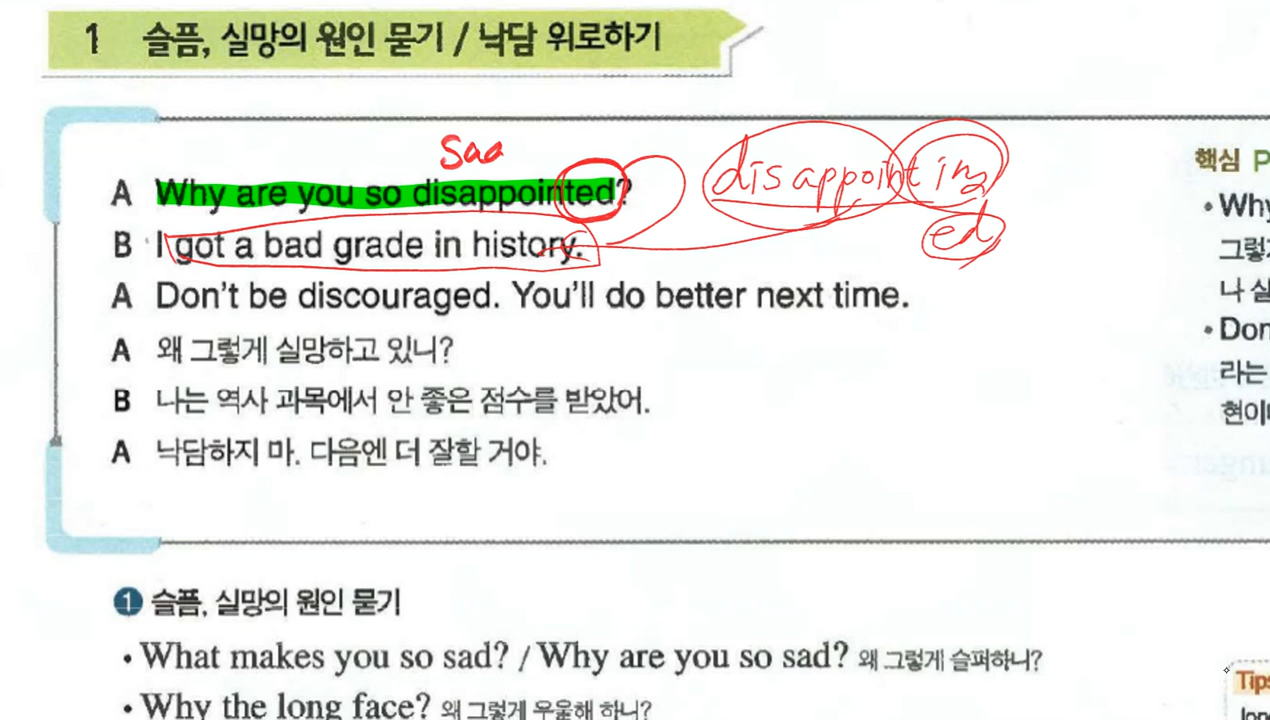 1 슬픔, 실망의 원인 묻기 / 낙담 위로하기
sad
A Why are you so disappointed?
disappointing
ed
B I got a bad grade in history.
A Don't be discouraged. You'll do better next time.
A 왜 그렇게 실망하고 있니?
B 나는 역사 과목에서 안 좋은 점수를 받았어.
A 낙담하지 마. 다음엔 더 잘할 거야.
핵심 P
• Why
그렇게
나 실
• Don
라는
현이
1 슬픔, 실망의 원인 묻기
• What makes you so sad? / Why are you so sad? 왜 그렇게 슬퍼하니?
• Why the long face? 왜 그렇게 우울해 하니?
Tips